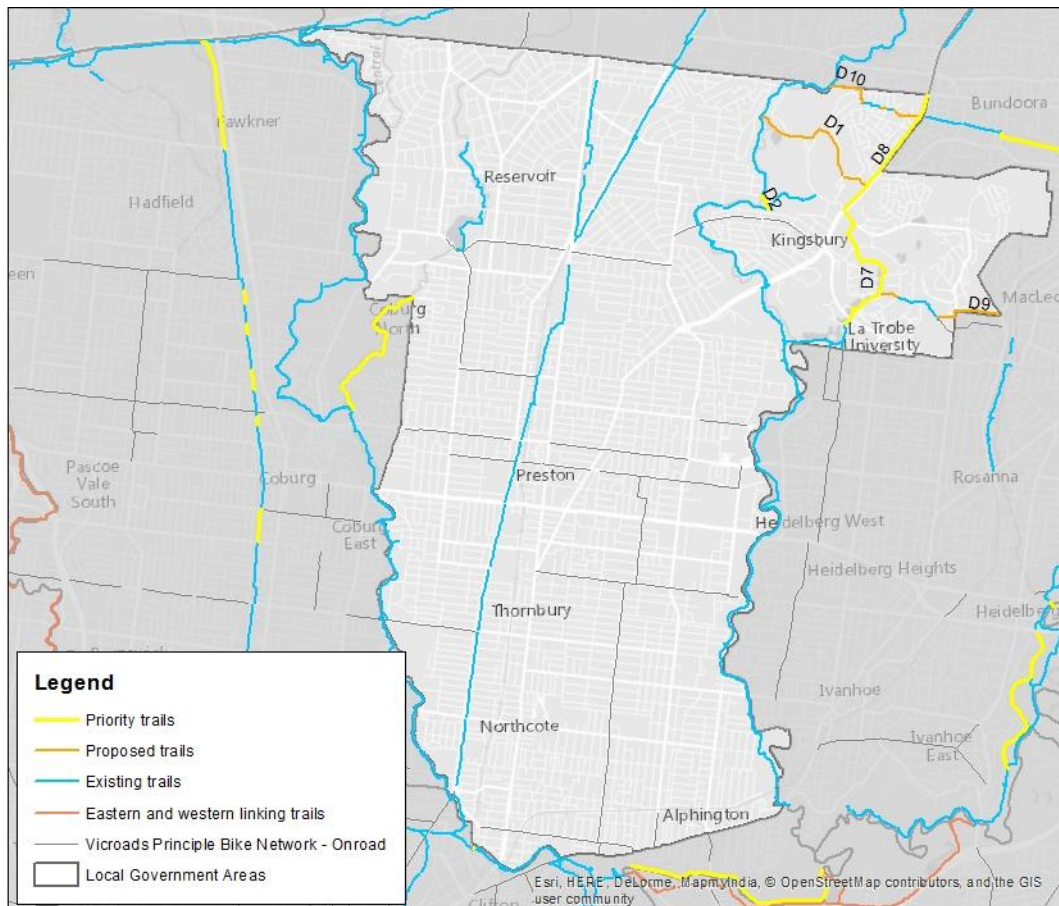 D10
Bundoora
Fawkner
D1
D8
Reservoir
Hadfield
D2
Kingsbury
een
D7
MacLeo
D9
Coburg
North
La Trobe
University
Pascoe
Vale
South
Coburg
Preston
Rosanna
Coburg
East
Heidelberg West
Heidelberg Heights
Thornbury
Heidelberg
Ivanhoe
Northcote
Ivanhoe
East
Alphington
Legend
Priority trails
Proposed trails
Existing trails
Eastern and western linking trails
Vicroads Principle Bike Network - Onroad
Local Government Areas
Esri, HERE, DeLorme, MapmyIndia, © OpenStreetMap contributors, and the GIS
user community
Clifton